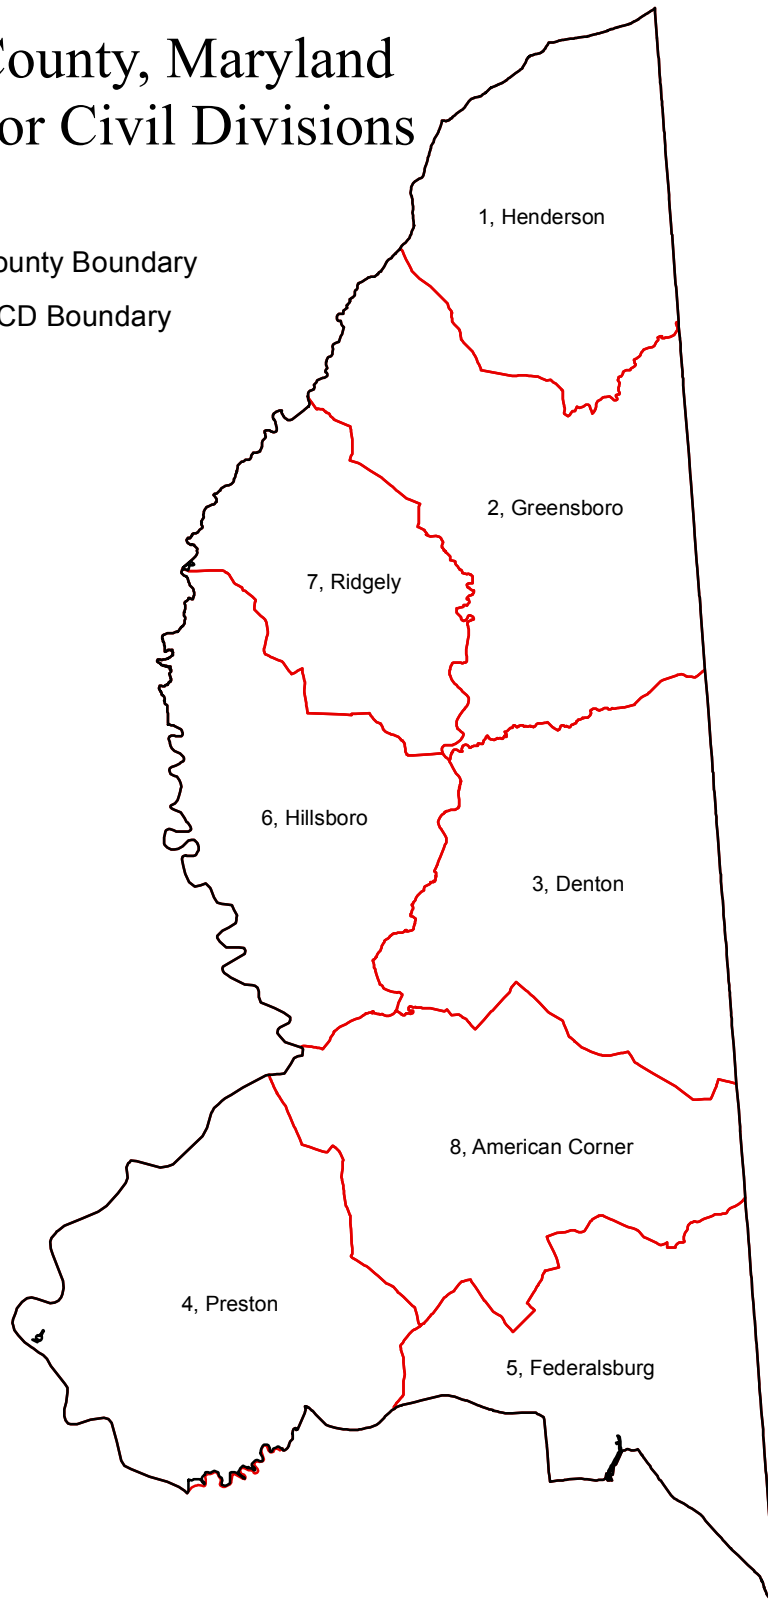 County, Maryland
or Civil Divisions
ounty Boundary
CD Boundary
1, Henderson
2, Greensboro
7, Ridgely
6, Hillsboro
3, Denton
8, American Corner
4, Preston
5, Federalsburg